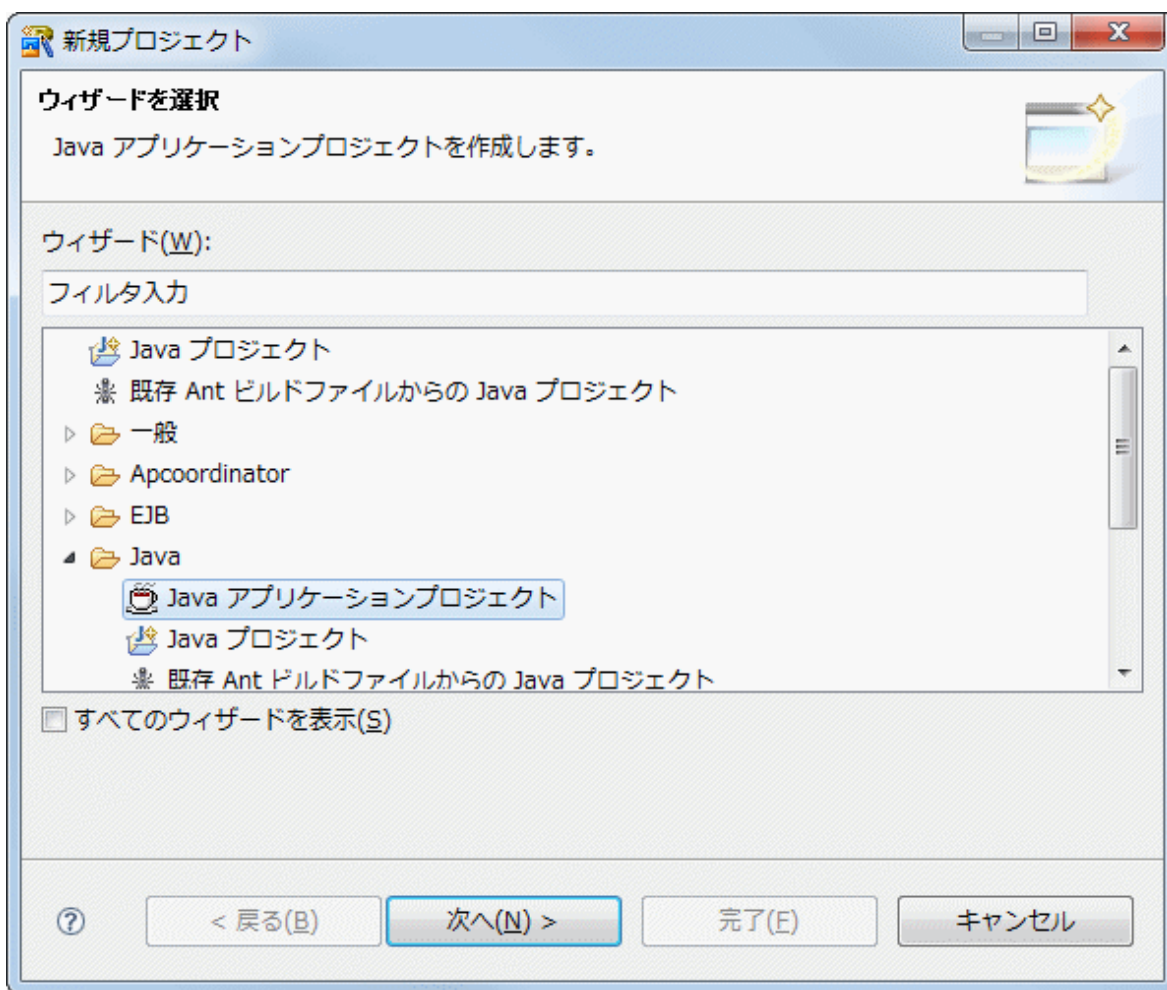 新規プロジェクト
ウィザードを選択
Java アプリケーションプロジェクトを作成します。
ウィザード(W):
フィルタ入力
Java プロジェクト
既存 Ant ビルドファイルからの Java プロジェクト
一般
Apcoordinator
EJB
Java
Java アプリケーションプロジェクト
Java プロジェクト
既存 Ant ビルドファイルからの Java プロジェクト
すべてのウィザードを表示(S)
< 戻る(B)
次へ(N) >
完了(F)
キャンセル